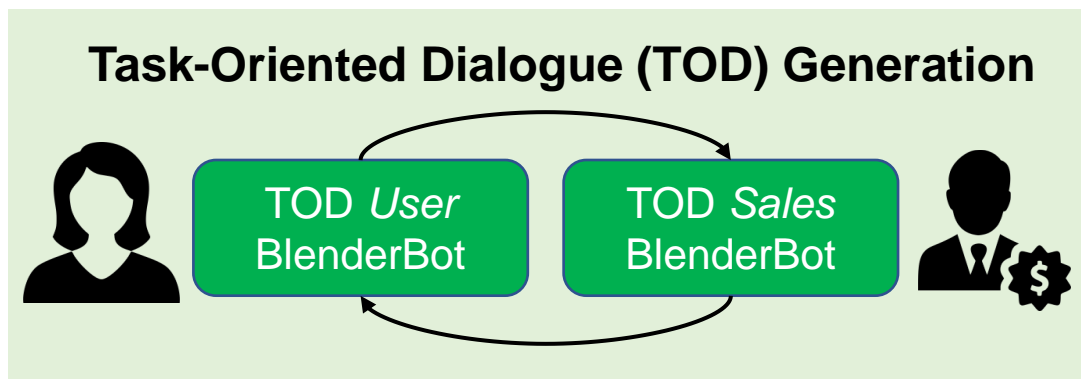 Task-Oriented Dialogue (TOD) Generation
TOD User
BlenderBot
TOD Sales
BlenderBot
$